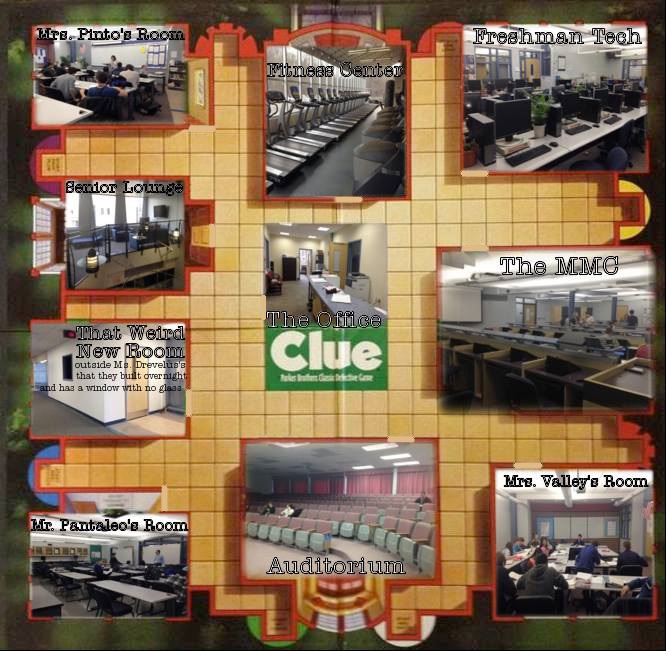 Mrs. Pinto's Room
Fitness Center
Freshman Tech
Senior Lounge
The Office
The MMC
That Weird
New Room
outside Ms. Drevelus's
that they built overnight
and has a window with no glass.
Clue
Parker Brothers Classic Detective Game
Mr. Pantaleo's Room
Auditorium
Mrs. Valley's Room